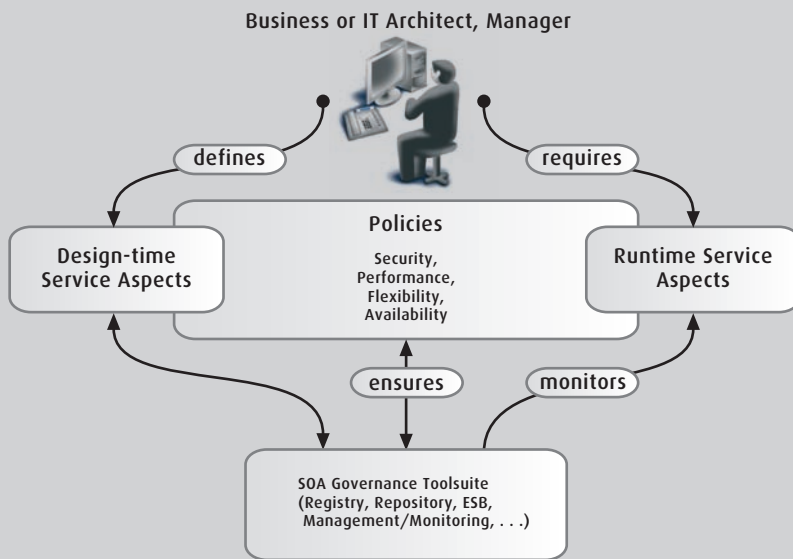 Business or IT Architect, Manager
defines
requires
Policies
Security,
Performance,
Flexibility,
Availability
Design-time
Service Aspects
Runtime Service
Aspects
ensures
monitors
SOA Governance Toolsuite
(Registry, Repository, ESB,
Management/Monitoring, . . .)